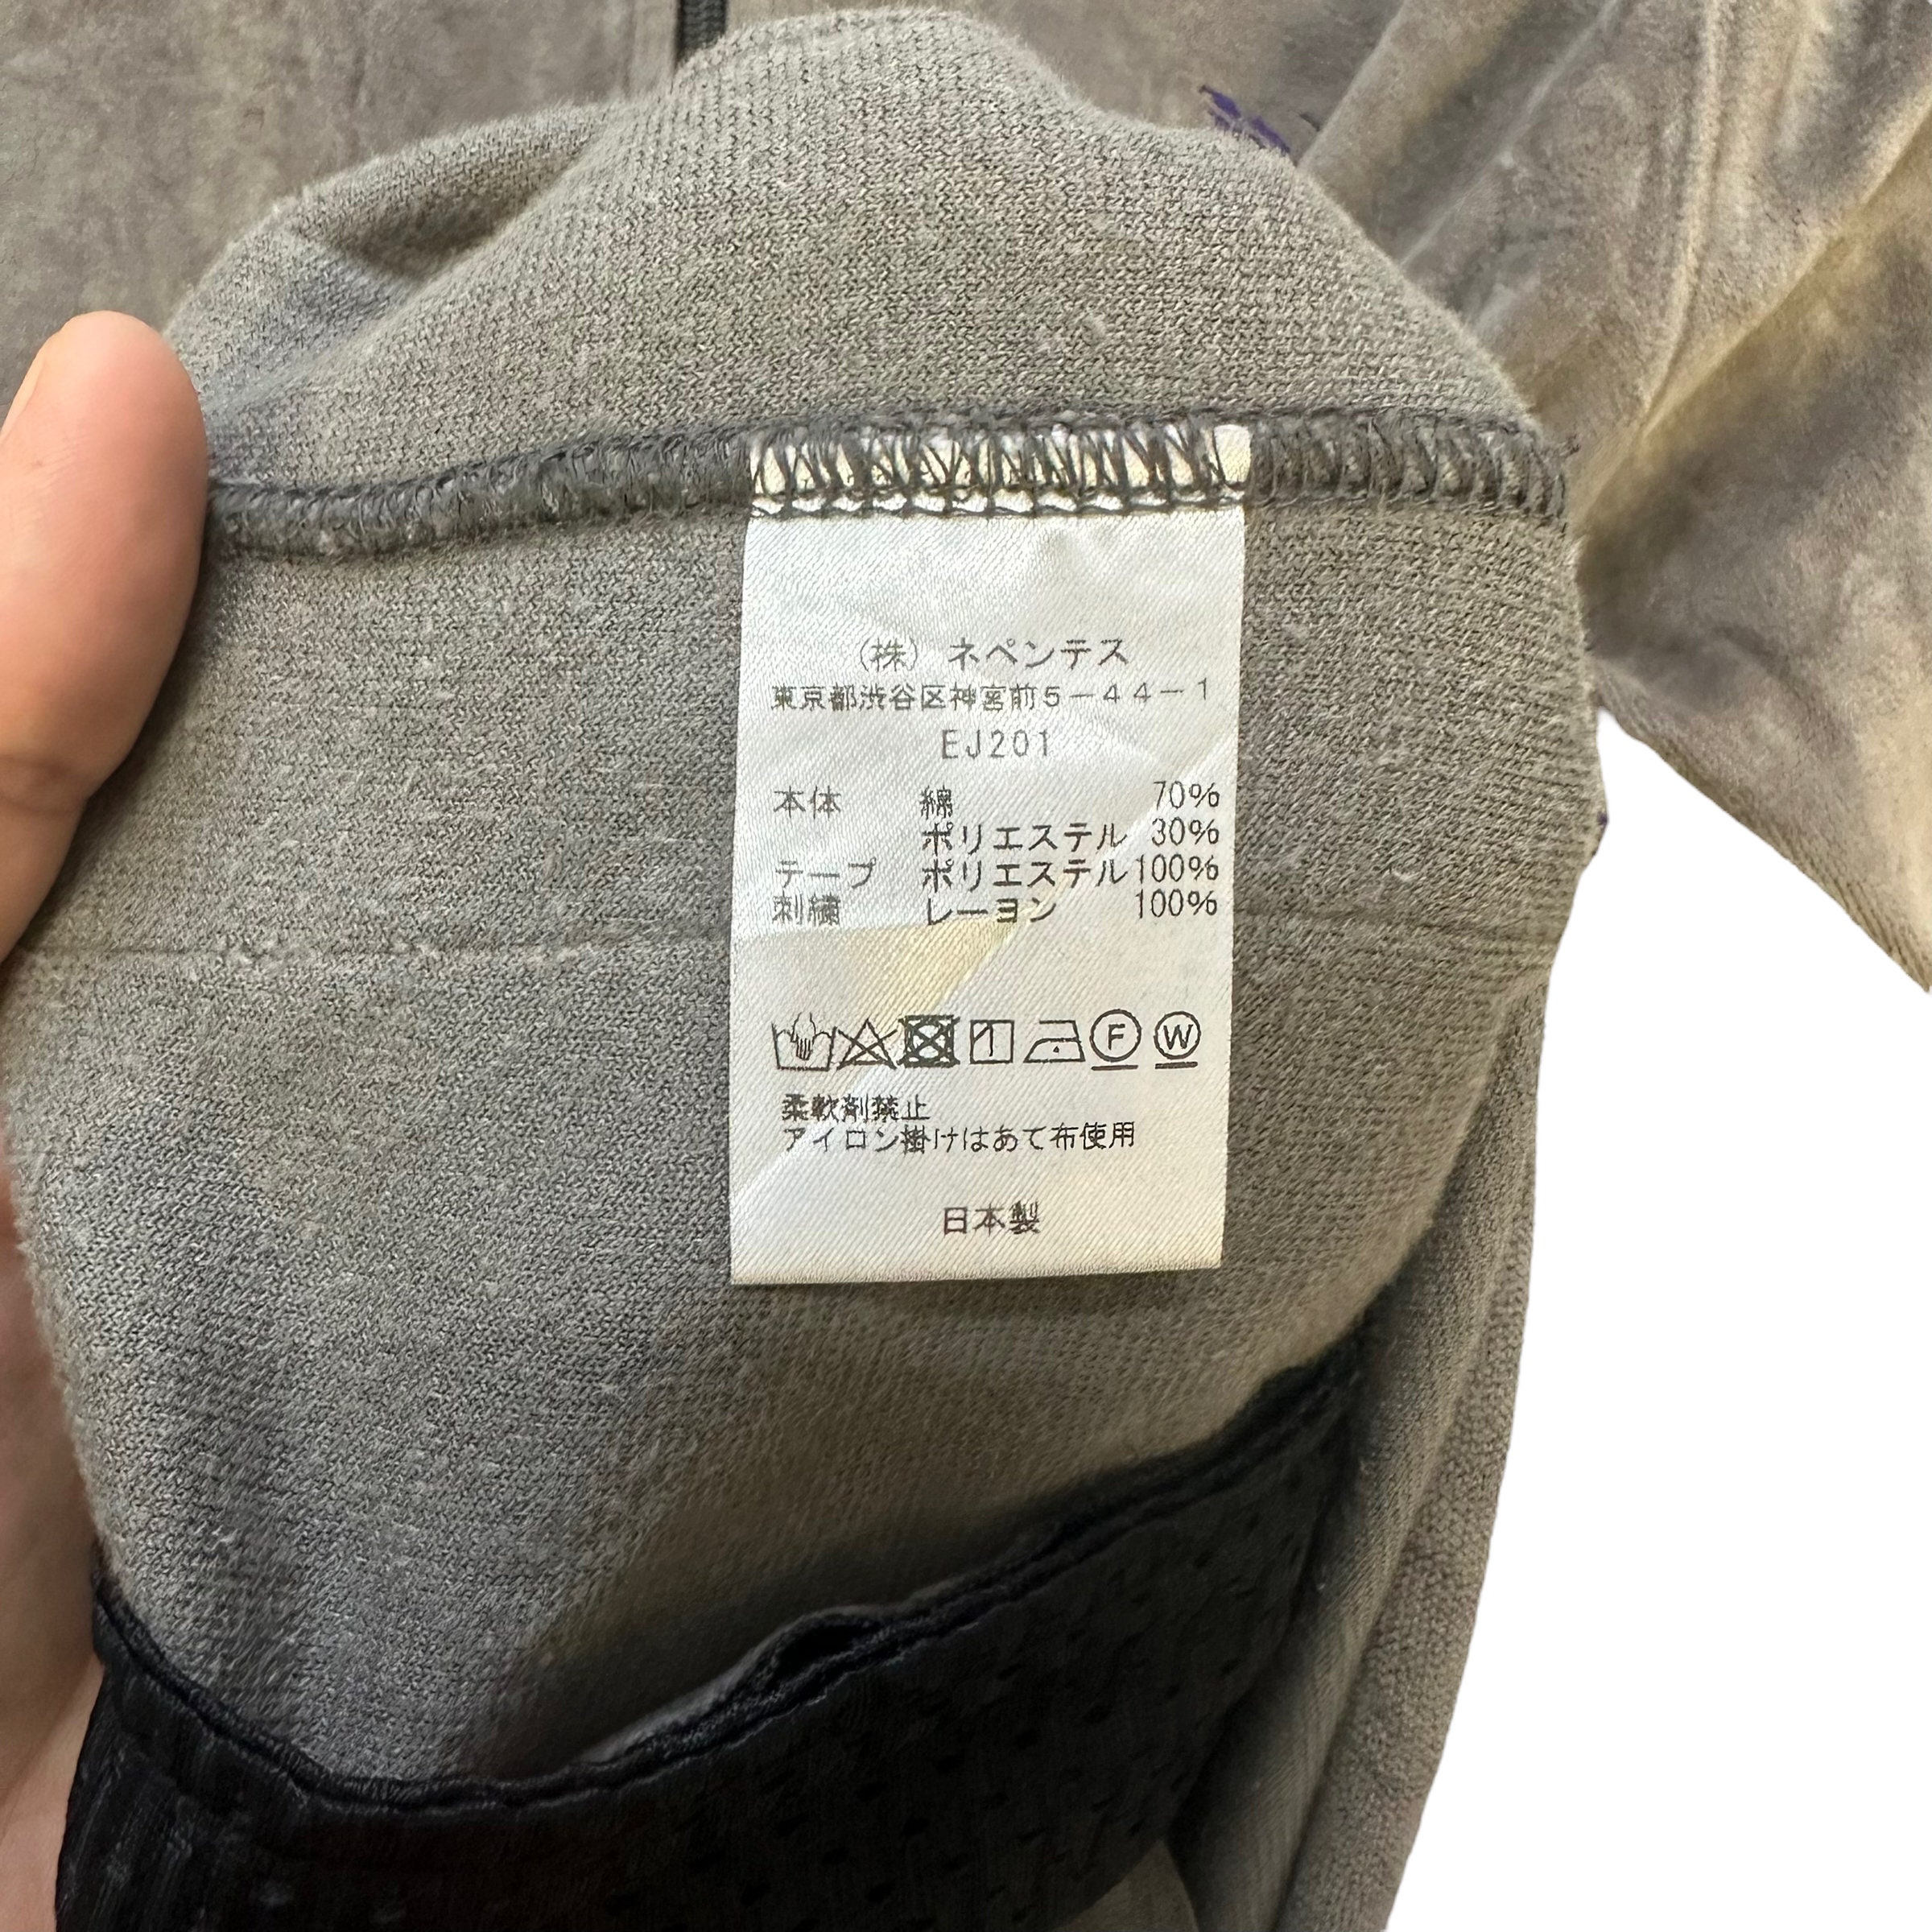 （株）ネペンテス
東京都渋谷区神宮前５－４４－１
EJ201
本体 綿 70%
ポリエステル 30%
テープ ポリエステル 100%
刺繍 レーヨン 100%
F W
柔軟剤禁止
アイロン掛けはあて布使用
日本製